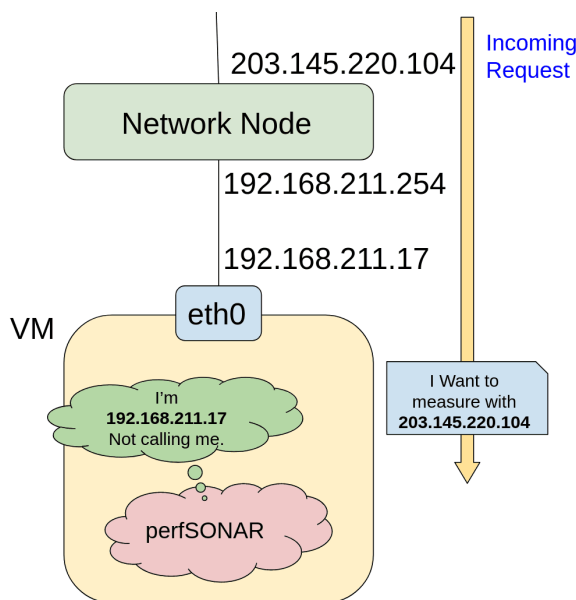 203.145.220.104
Incoming
Request
Network Node
192.168.211.254
192.168.211.17
eth0
VM
I'm
192.168.211.17
Not calling me.
I Want to
measure with
203.145.220.104
perfSONAR